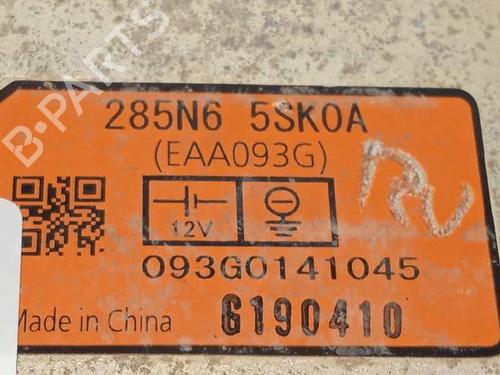 B-PARTS
285N6 5SK0A
(EAA093G)
12V
093G0141045
Made in China G190410